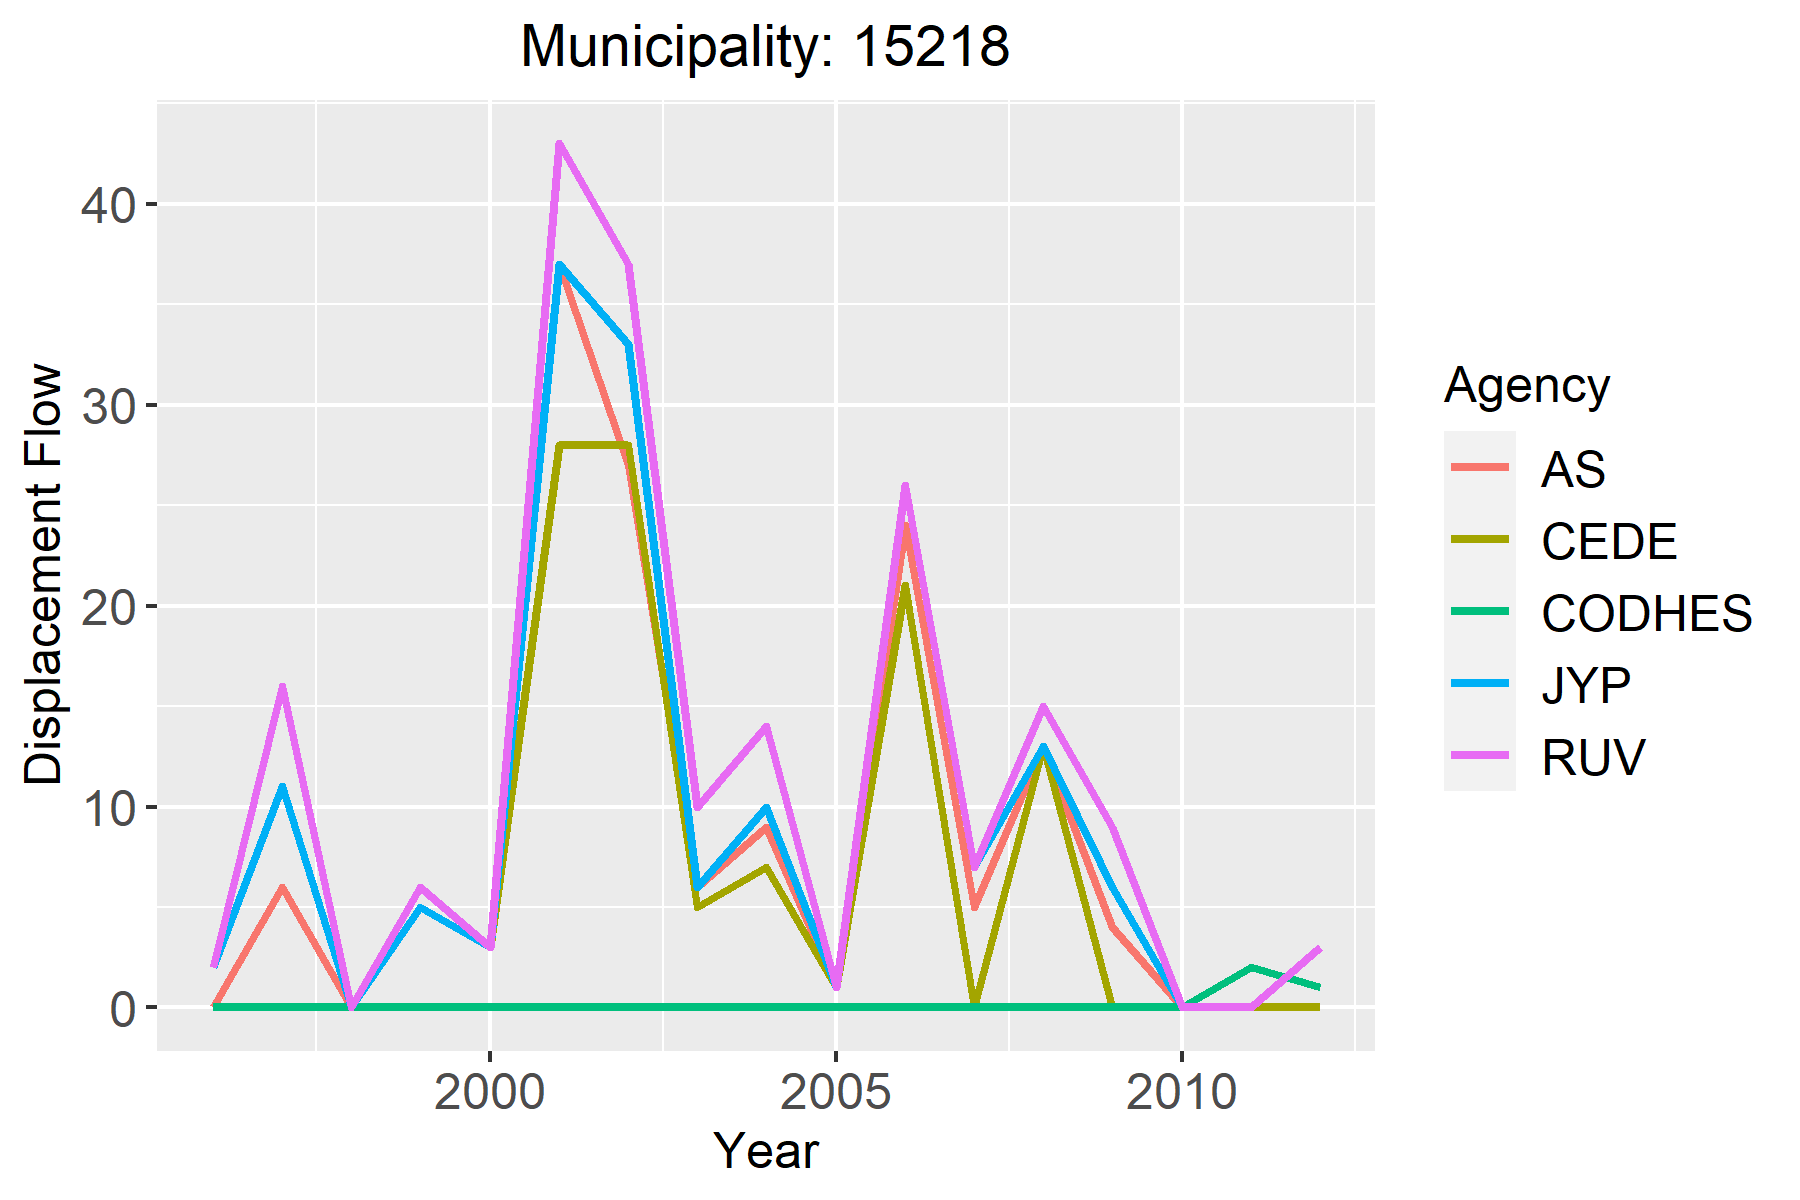 Municipality: 15218
Displacement Flow
40
30
20
10
0
2000 2005 2010
Year
Agency
AS
CEDE
CODHES
JYP
RUV